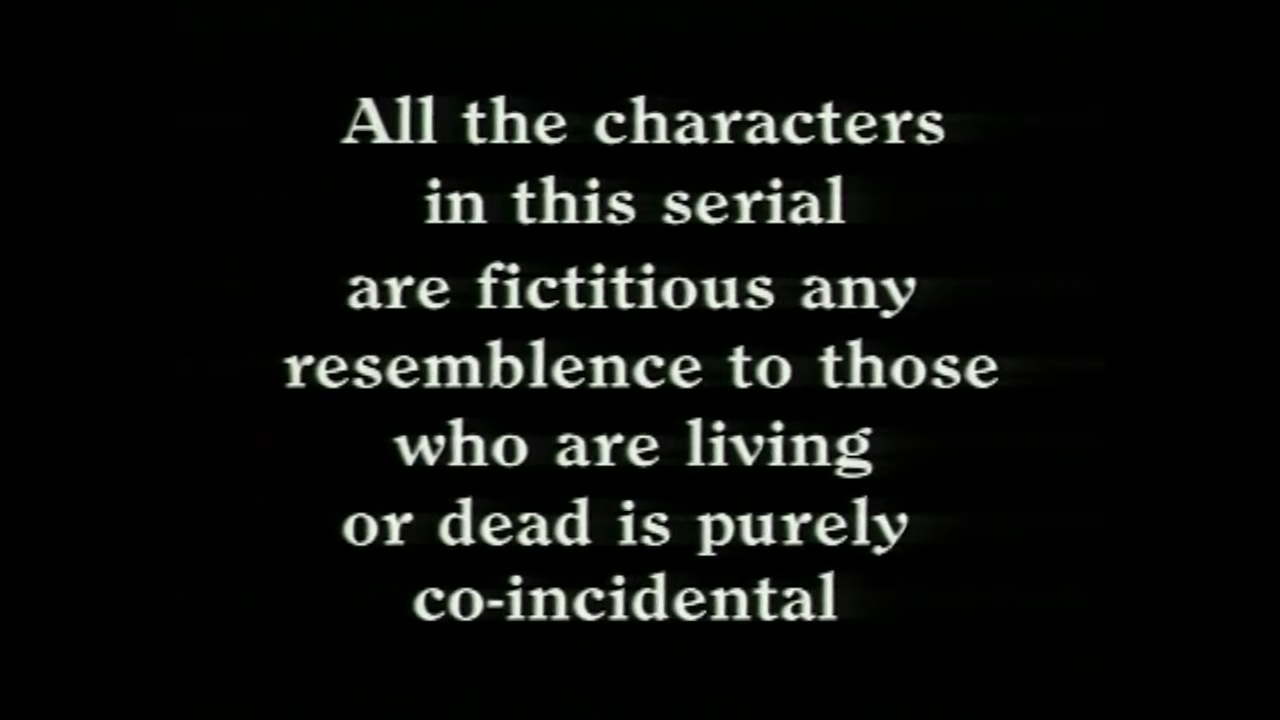 All the characters
in this serial
are fictitious any
resemblence to those
who are living
or dead is purely
co-incidental